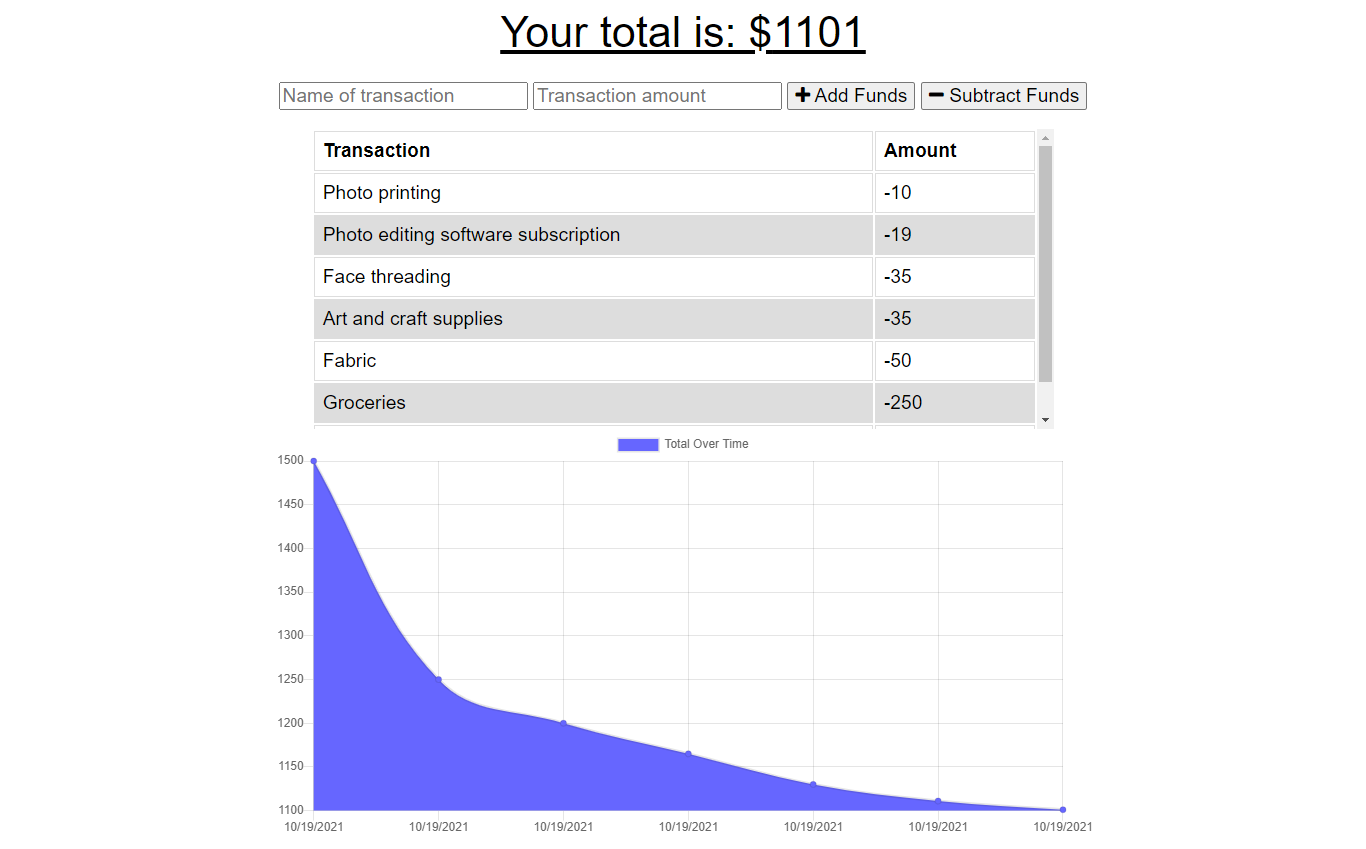 Your total is: $1101
Name of transaction Transaction amount Add Funds Subtract Funds
Transaction Amount
Photo printing -10
Photo editing software subscription -19
Face threading -35
Art and craft supplies -35
Fabric -50
Groceries -250
Total Over Time
1500
1450
1400
1350
1300
1250
1200
1150
1100
10/19/2021 10/19/2021 10/19/2021 10/19/2021 10/19/2021 10/19/2021 10/19/2021